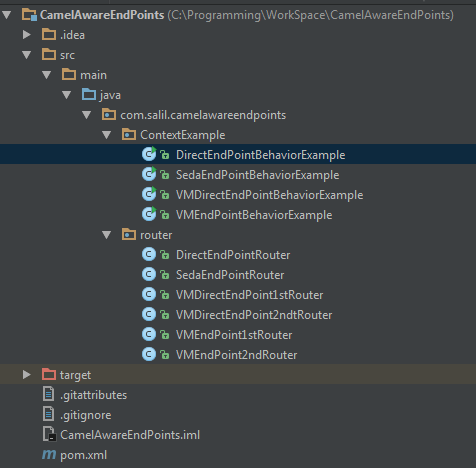 CamelAwareEndPoints (C:\Programming\WorkSpace\CamelAwareEndPoints)
.idea
src
main
java
com.salil.camelawareendpoints
ContextExample
DirectEndPointBehaviorExample
SedaEndPointBehaviorExample
VMDirectEndPointBehaviorExample
VMEndPointBehaviorExample
router
DirectEndPointRouter
SedaEndPointRouter
VMDirectEndPoint1stRouter
VMDirectEndPoint2ndtRouter
VMEndPoint1stRouter
VMEndPoint2ndRouter
target
.gitattributes
.gitignore
CamelAwareEndPoints.iml
pom.xml